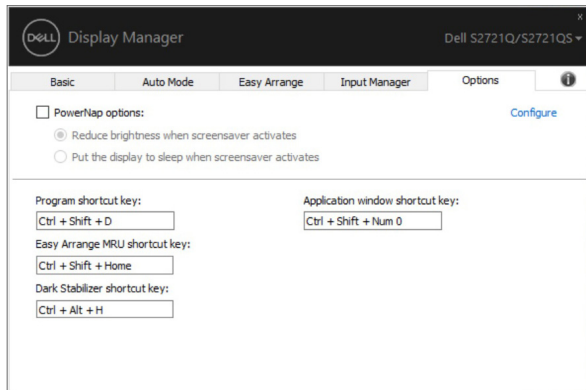 x
DELL Display Manager
Dell S2721Q/S2721QS
Basic Auto Mode Easy Arrange Input Manager Options i
PowerNap options:
Configure
Reduce brightness when screensaver activates
Put the display to sleep when screensaver activates
Program shortcut key:
Application window shortcut key:
Ctrl + Shift + D
Ctrl + Shift + Num 0
Easy Arrange MRU shortcut key:
Ctrl + Shift + Home
Dark Stabilizer shortcut key:
Ctrl + Alt + H